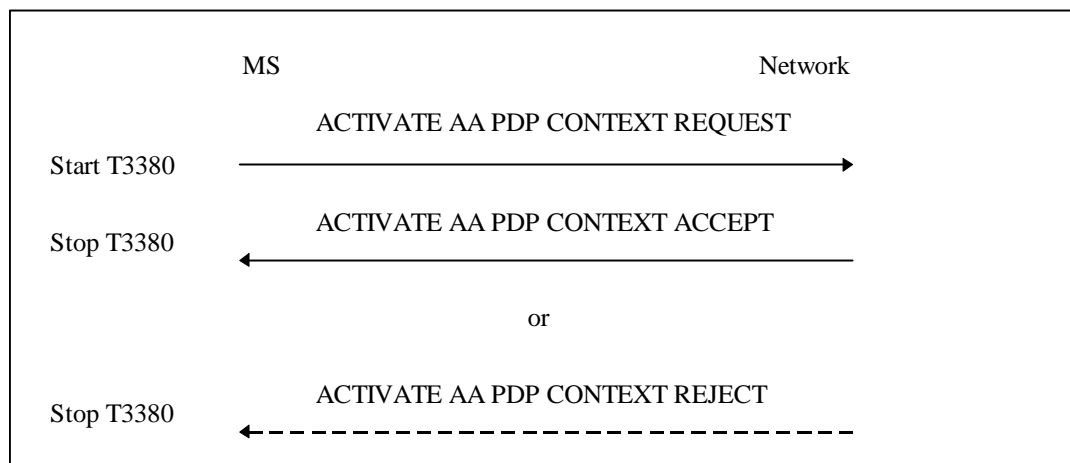 MS Network
ACTIVATE AA PDP CONTEXT REQUEST
Start T3380
ACTIVATE AA PDP CONTEXT ACCEPT
Stop T3380
or
ACTIVATE AA PDP CONTEXT REJECT
Stop T3380